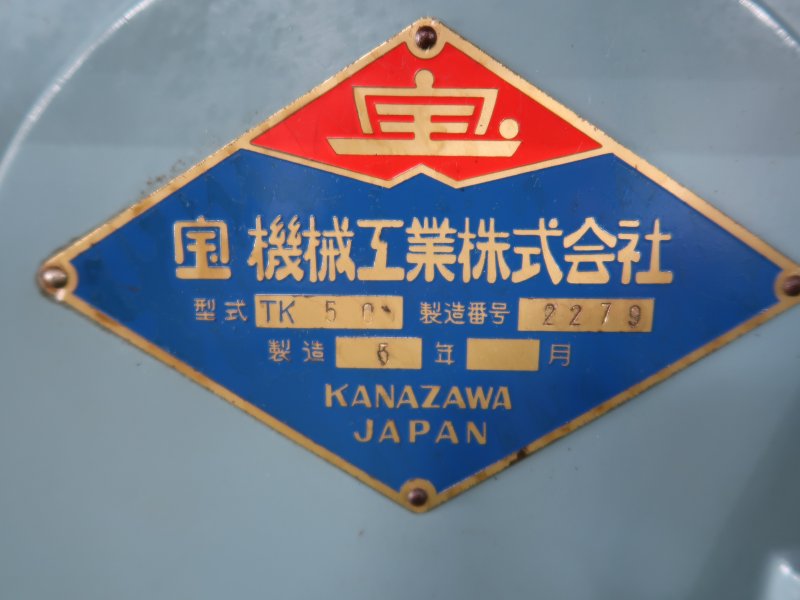 宝
宝機械工業株式会社
型式 TK 50 製造番号 2279
製造 6 年 月
KANAZAWA
JAPAN